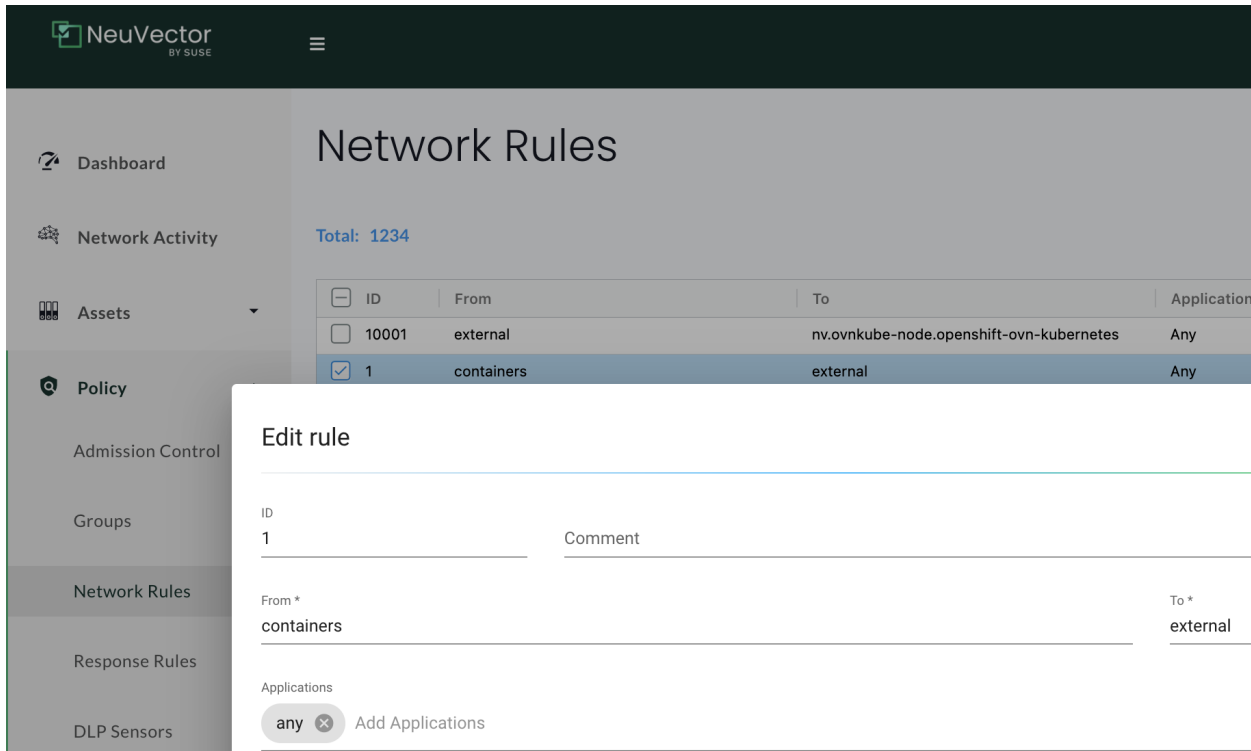 NeuVector
BY SUSE
Dashboard
Network Activity
Assets
Policy
Admission Control
Groups
Network Rules
Response Rules
DLP Sensors
Network Rules
Total: 1234
ID From To Application
10001 external nv.ovnkube-node.openshift-ovn-kubernetes Any
1 containers external Any
Edit rule
ID
1
Comment
From *
containers
To *
external
Applications
any
Add Applications